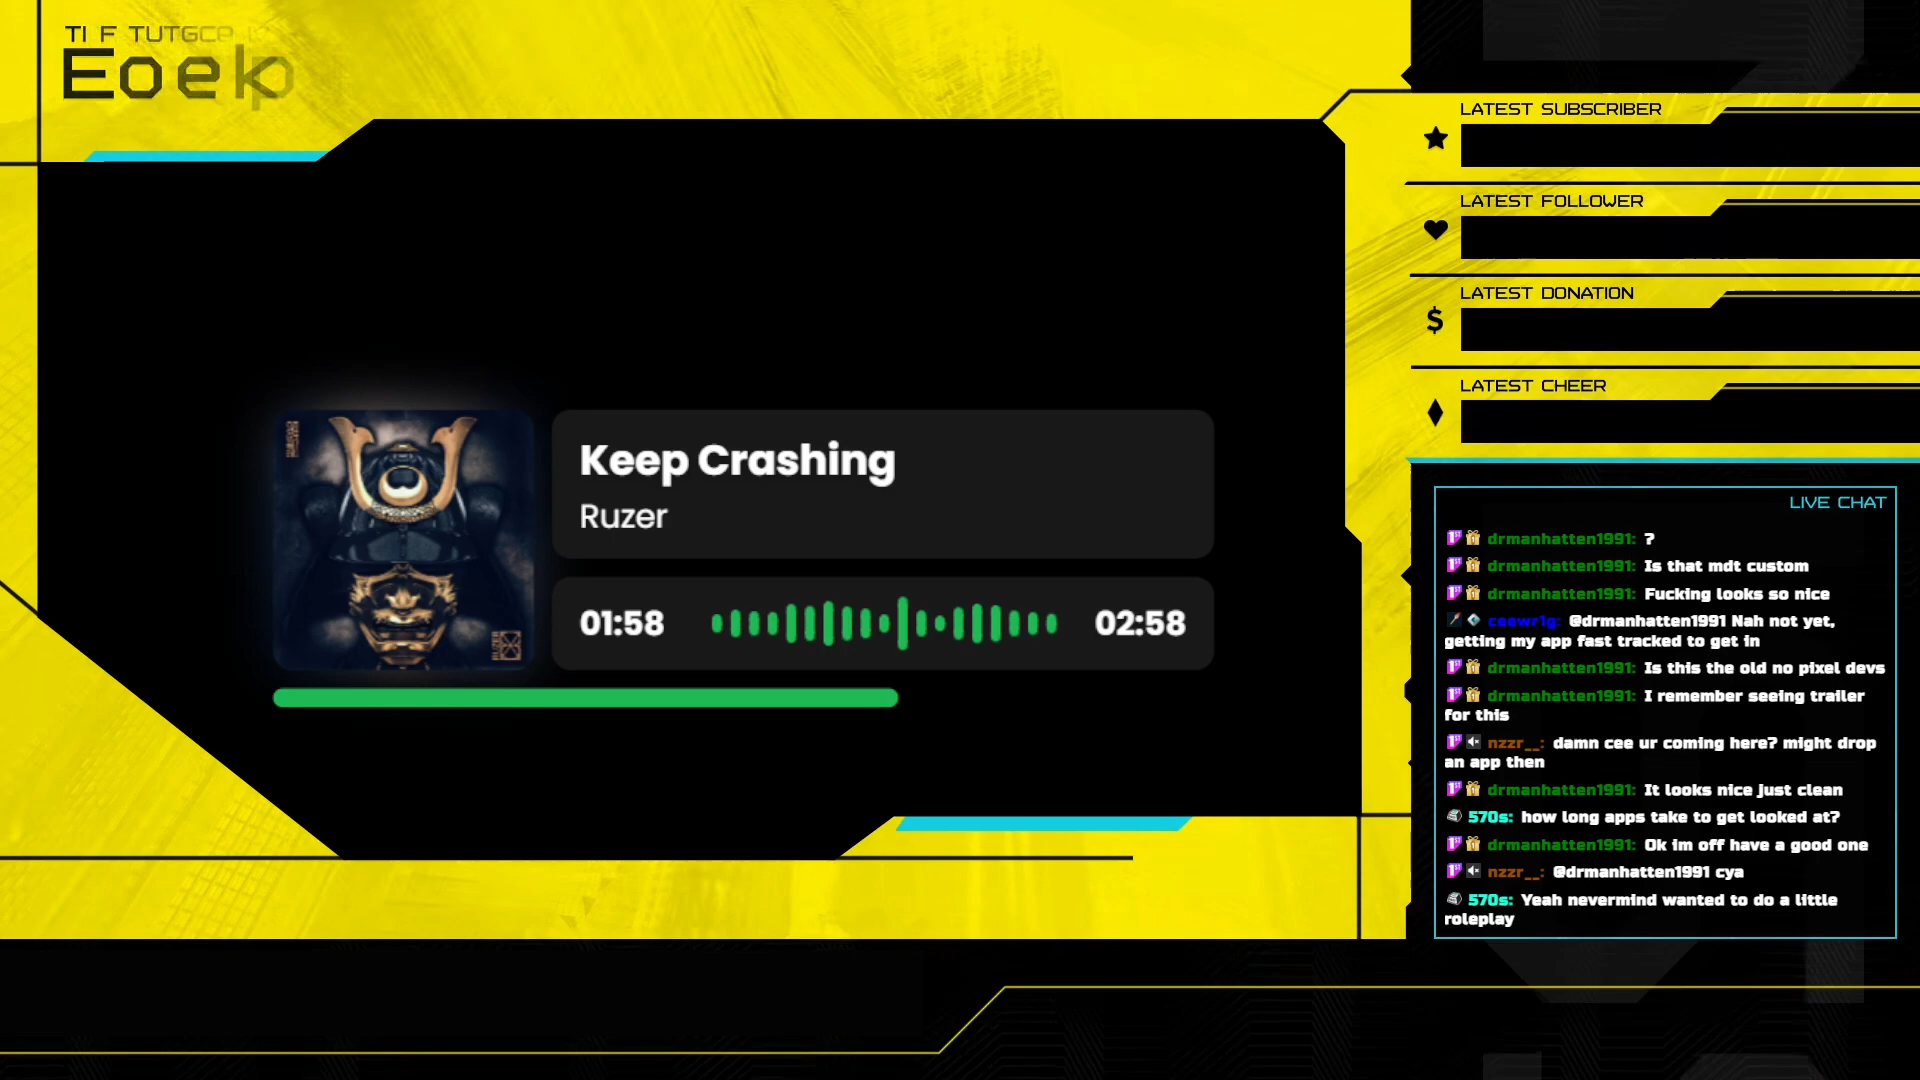 LATEST SUBSCRIBER
LATEST FOLLOWER
LATEST DONATION
$
LATEST CHEER
Keep Crashing
Ruzer
01:58
02:58
LIVE CHAT
drmanhatten1991: ?
drmanhatten1991: Is that mdt custom
drmanhatten1991: Fucking looks so nice
ceewr1g: @drmanhatten1991 Nah not yet,
getting my app fast tracked to get in
drmanhatten1991: Is this the old no pixel devs
drmanhatten1991: I remember seeing trailer
for this
nzzr__: damn cee ur coming here? might drop
an app then
drmanhatten1991: It looks nice just clean
570s: how long apps take to get looked at?
drmanhatten1991: Ok im off have a good one
nzzr__: @drmanhatten1991 cya
570s: Yeah nevermind wanted to do a little
roleplay